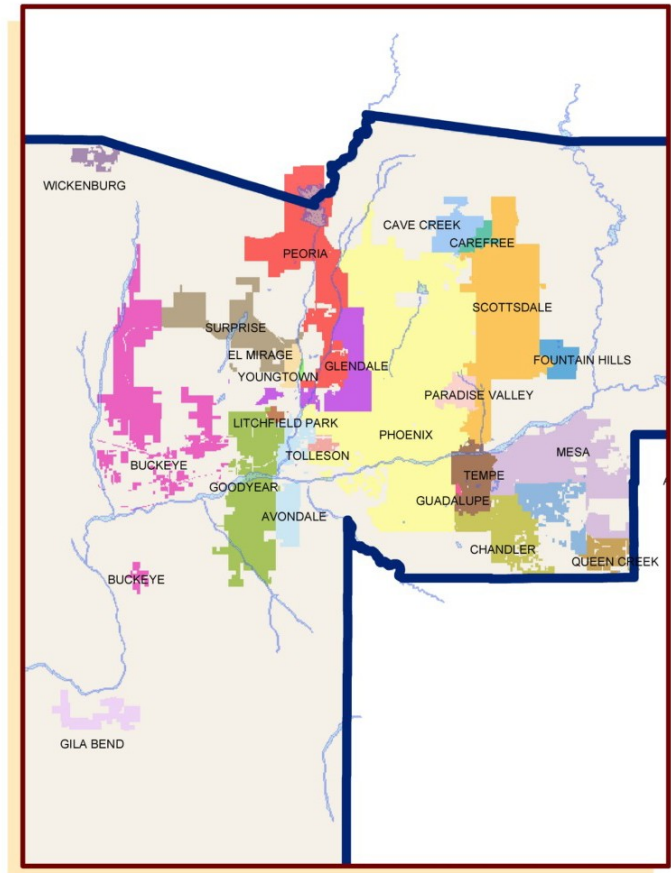 WICKENBURG
CAVE CREEK
CAREFREE
PEORIA
SCOTTSDALE
SURPRISE
EL MIRAGE
FOUNTAIN HILLS
YOUNGTOWN
GLENDALE
PARADISE VALLEY
LITCHFIELD PARK
PHOENIX
TOLLESON
MESA
BUCKEYE
TEMPE
GOODYEAR
GUADALUPE
AVONDALE
CHANDLER
QUEEN CREEK
BUCKEYE
GILA BEND